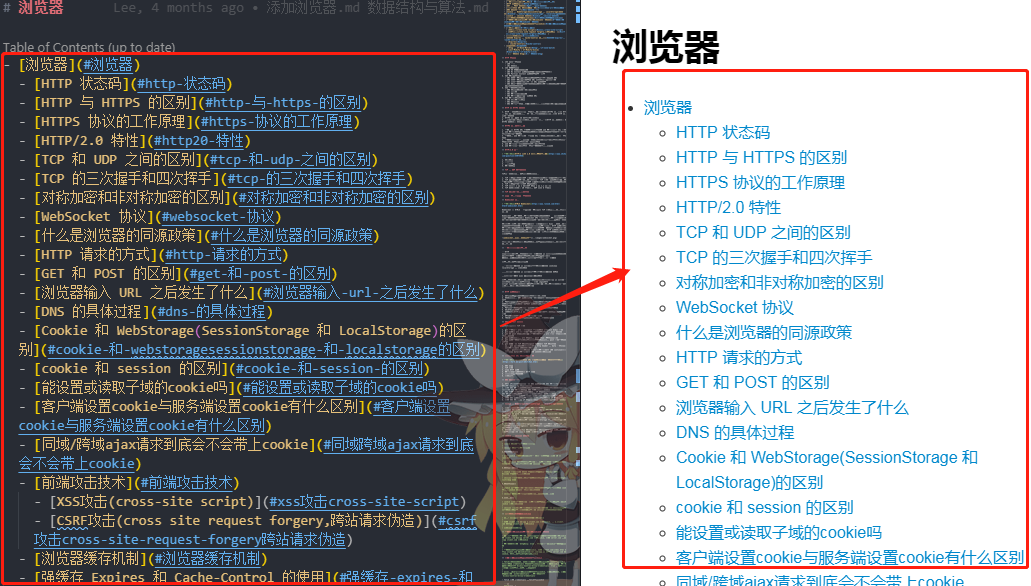 # 浏览器 Lee, 4 months ago • 添加浏览器.md 数据结构与算法.md
Table of Contents (up to date)
- [浏览器](#浏览器)
- [HTTP 状态码](#http-状态码)
- [HTTP 与 HTTPS 的区别](#http-与-https-的区别)
- [HTTPS 协议的工作原理](#https-协议的工作原理)
- [HTTP/2.0 特性](#http20-特性)
- [TCP 和 UDP 之间的区别](#tcp-和-udp-之间的区别)
- [TCP 的三次握手和四次挥手](#tcp-的三次握手和四次挥手)
- [对称加密和非对称加密的区别](#对称加密和非对称加密的区别)
- [WebSocket 协议](#websocket-协议)
- [什么是浏览器的同源政策](#什么是浏览器的同源政策)
- [HTTP 请求的方式](#http-请求的方式)
- [GET 和 POST 的区别](#get-和-post-的区别)
- [浏览器输入 URL 之后发生了什么](#浏览器输入-url-之后发生了什么)
- [DNS 的具体过程](#dns-的具体过程)
- [Cookie 和 WebStorage(SessionStorage 和 LocalStorage)的区
别](#cookie-和-webstoragesessionstorage-和-localstorage的区别)
- [cookie 和 session 的区别](#cookie-和-session-的区别)
- [能设置或读取子域的cookie吗](#能设置或读取子域的cookie吗)
- [客户端设置cookie与服务端设置cookie有什么区别](#客户端设置
cookie与服务端设置cookie有什么区别)
- [同域/跨域ajax请求到底会不会带上cookie](#同域跨域ajax请求到底
会不会带上cookie)
- [前端攻击技术](#前端攻击技术)
- [XSS攻击(cross-site script)](#xss攻击cross-site-script)
- [CSRF攻击(cross site request forgery,跨站请求伪造)](#csrf
攻击cross-site-request-forgery跨站请求伪造)
- [浏览器缓存机制](#浏览器缓存机制)
- [强缓存 Expires 和 Cache-Control 的使用](#强缓存-expires-和
浏览器
浏览器
HTTP 状态码
HTTP 与 HTTPS 的区别
HTTPS 协议的工作原理
HTTP/2.0 特性
TCP 和 UDP 之间的区别
TCP 的三次握手和四次挥手
对称加密和非对称加密的区别
WebSocket 协议
什么是浏览器的同源政策
HTTP 请求的方式
GET 和 POST 的区别
浏览器输入 URL 之后发生了什么
DNS 的具体过程
Cookie 和 WebStorage(SessionStorage 和
LocalStorage)的区别
cookie 和 session 的区别
能设置或读取子域的cookie吗
客户端设置cookie与服务端设置cookie有什么区别
同域/跨域ajax请求到底会不会带上cookie